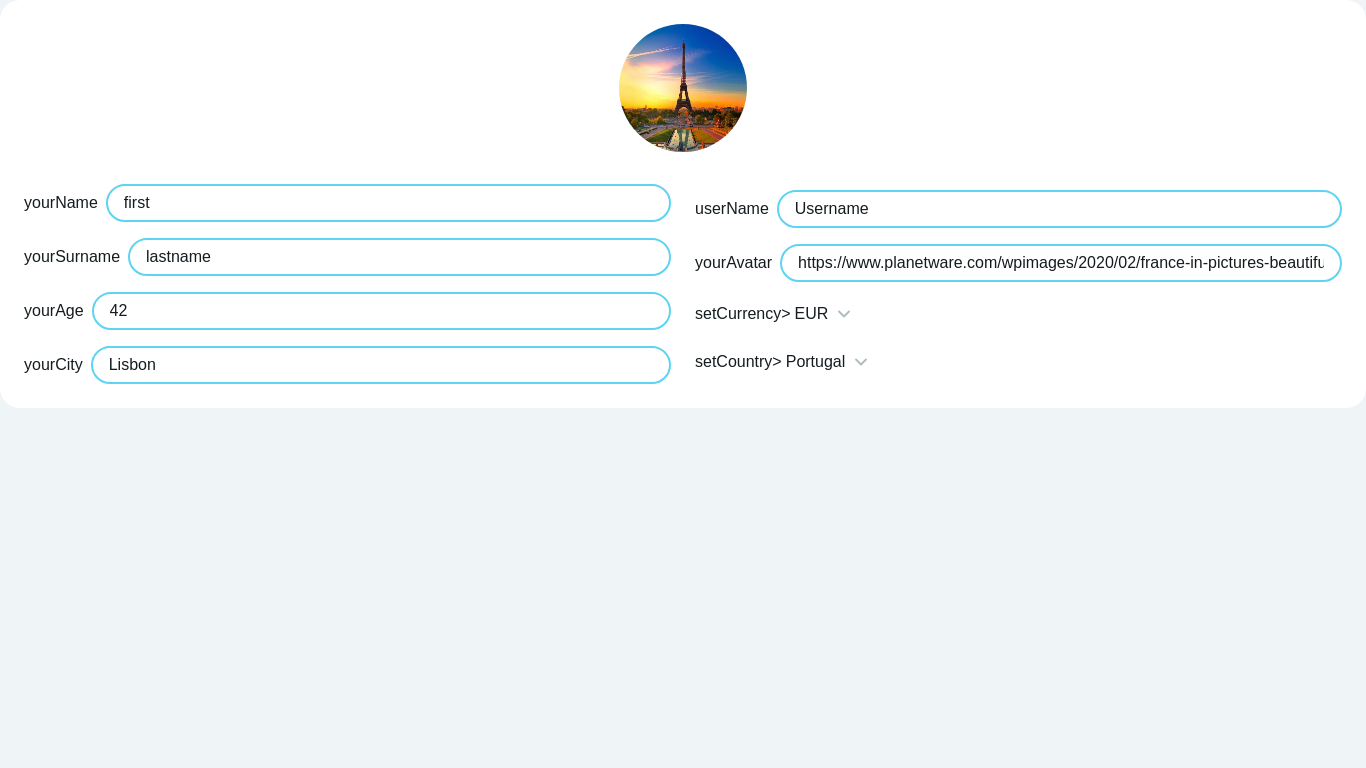 yourName first
yourSurname lastname
yourAge 42
yourCity Lisbon
userName Username
yourAvatar https://www.planetware.com/wpimages/2020/02/france-in-pictures-beautifu
setCurrency> EUR
setCountry> Portugal